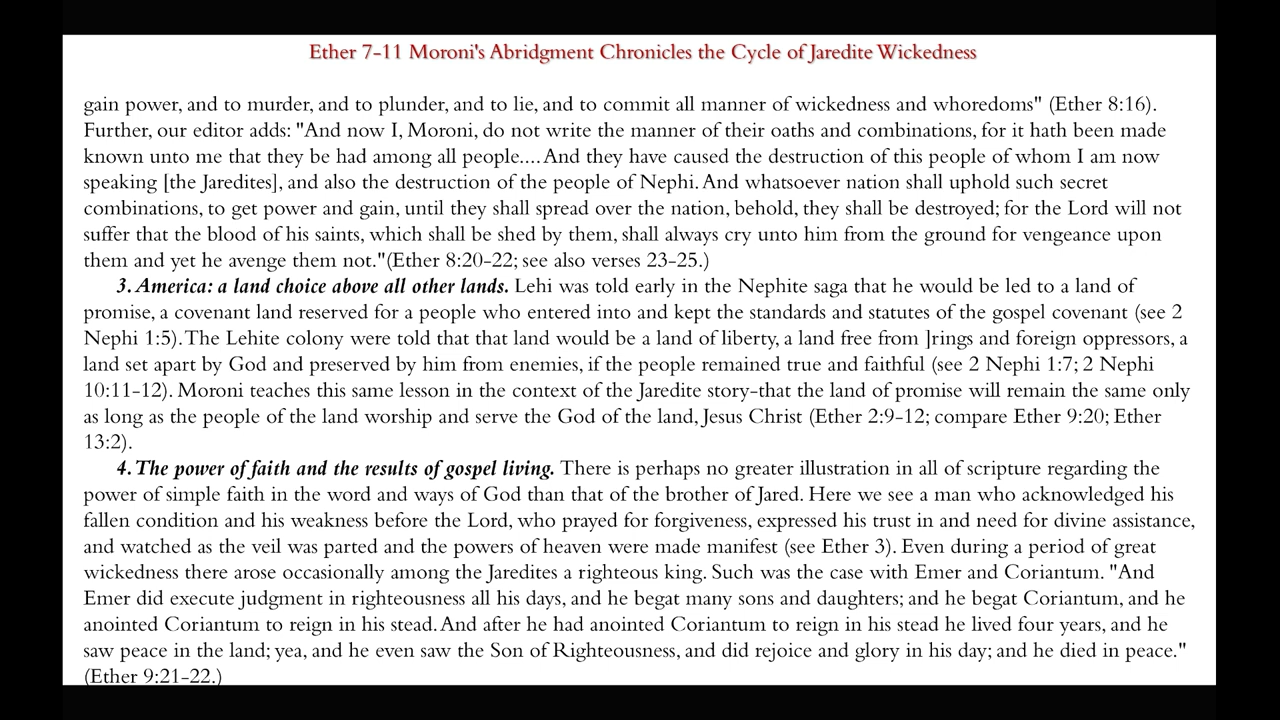 Ether 7-11 Moroni's Abridgment Chronicles the Cycle of Jaredite Wickedness
gain power, and to murder, and to plunder, and to lie, and to commit all manner of wickedness and whoredoms" (Ether 8:16).
Further, our editor adds: "And now I, Moroni, do not write the manner of their oaths and combinations, for it hath been made
known unto me that they be had among all people.... And they have caused the destruction of this people of whom I am now
speaking [the Jaredites], and also the destruction of the people of Nephi. And whatsoever nation shall uphold such secret
combinations, to get power and gain, until they shall spread over the nation, behold, they shall be destroyed; for the Lord will not
suffer that the blood of his saints, which shall be shed by them, shall always cry unto him from the ground for vengeance upon
them and yet he avenge them not."(Ether 8:20-22; see also verses 23-25.)
3. America: a land choice above all other lands. Lehi was told early in the Nephite saga that he would be led to a land of
promise, a covenant land reserved for a people who entered into and kept the standards and statutes of the gospel covenant (see 2
Nephi 1:5). The Lehite colony were told that that land would be a land of liberty, a land free from ]rings and foreign oppressors, a
land set apart by God and preserved by him from enemies, if the people remained true and faithful (see 2 Nephi 1:7; 2 Nephi
10:11-12). Moroni teaches this same lesson in the context of the Jaredite story-that the land of promise will remain the same only
as long as the people of the land worship and serve the God of the land, Jesus Christ (Ether 2:9-12; compare Ether 9:20; Ether
13:2).
4. The power of faith and the results of gospel living. There is perhaps no greater illustration in all of scripture regarding the
power of simple faith in the word and ways of God than that of the brother of Jared. Here we see a man who acknowledged his
fallen condition and his weakness before the Lord, who prayed for forgiveness, expressed his trust in and need for divine assistance,
and watched as the veil was parted and the powers of heaven were made manifest (see Ether 3). Even during a period of great
wickedness there arose occasionally among the Jaredites a righteous king. Such was the case with Emer and Coriantum. "And
Emer did execute judgment in righteousness all his days, and he begat many sons and daughters; and he begat Coriantum, and he
anointed Coriantum to reign in his stead. And after he had anointed Coriantum to reign in his stead he lived four years, and he
saw peace in the land; yea, and he even saw the Son of Righteousness, and did rejoice and glory in his day; and he died in peace."
(Ether 9:21-22.)